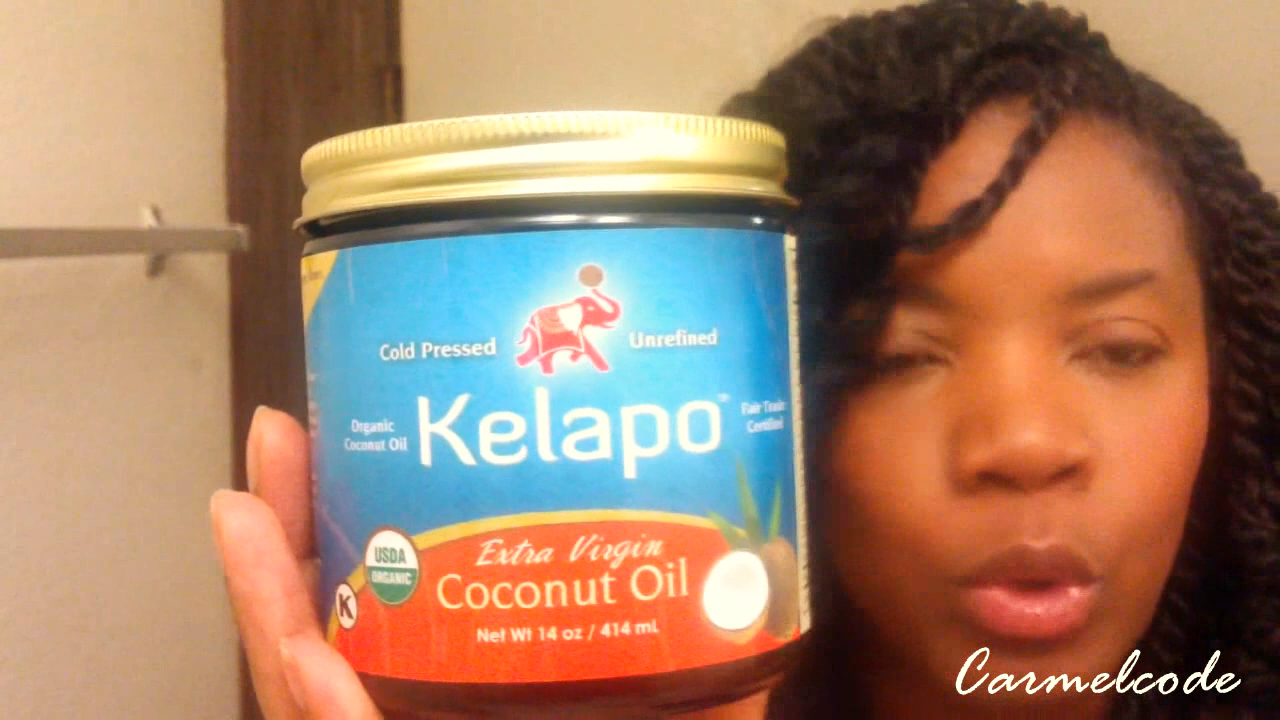 Cold Pressed
Unrefined
Organic
Coconut Oil
Kelapo
Fair Trade
Certified
USDA
ORGANIC
K
Extra Virgin
Coconut Oil
Net Wt 14 oz / 414 mL
Carmelcode